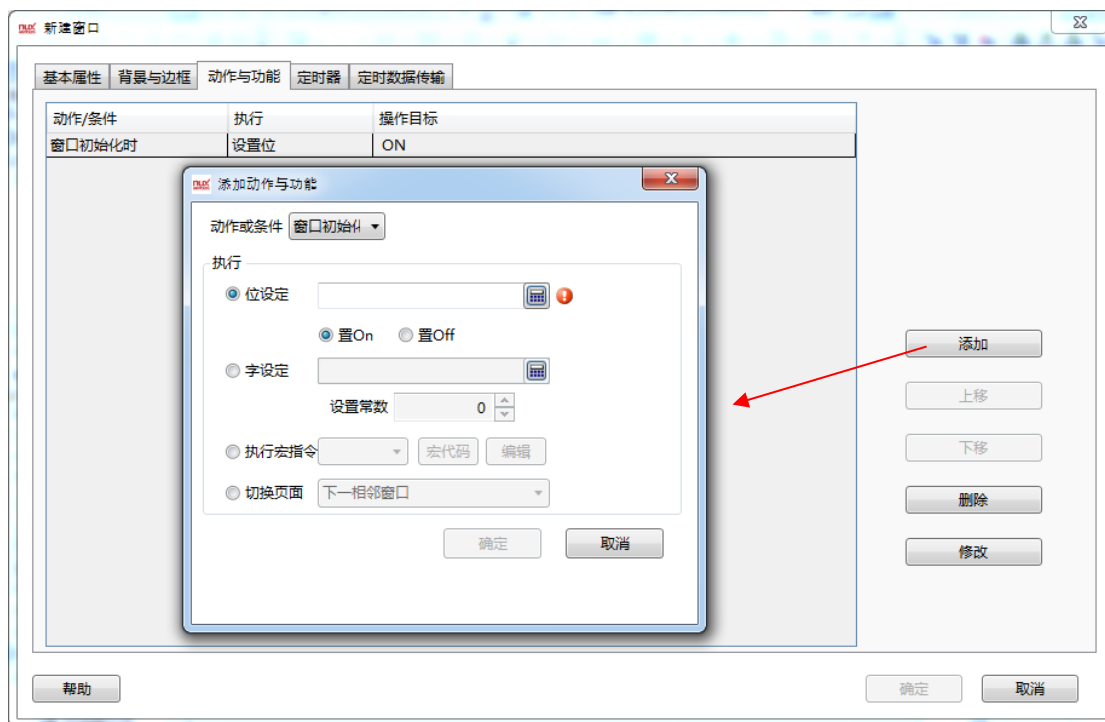 新建窗口
基本属性 背景与边框 动作与功能 定时器 定时数据传输
动作/条件 执行 操作目标
窗口初始化时 设置位 ON
添加动作与功能
动作或条件 窗口初始化
执行
位设定
置On 置Off
字设定
设置常数 0
执行宏指令 宏代码 编辑
切换页面 下一相邻窗口
确定 取消
添加
上移
下移
删除
修改
帮助 确定 取消